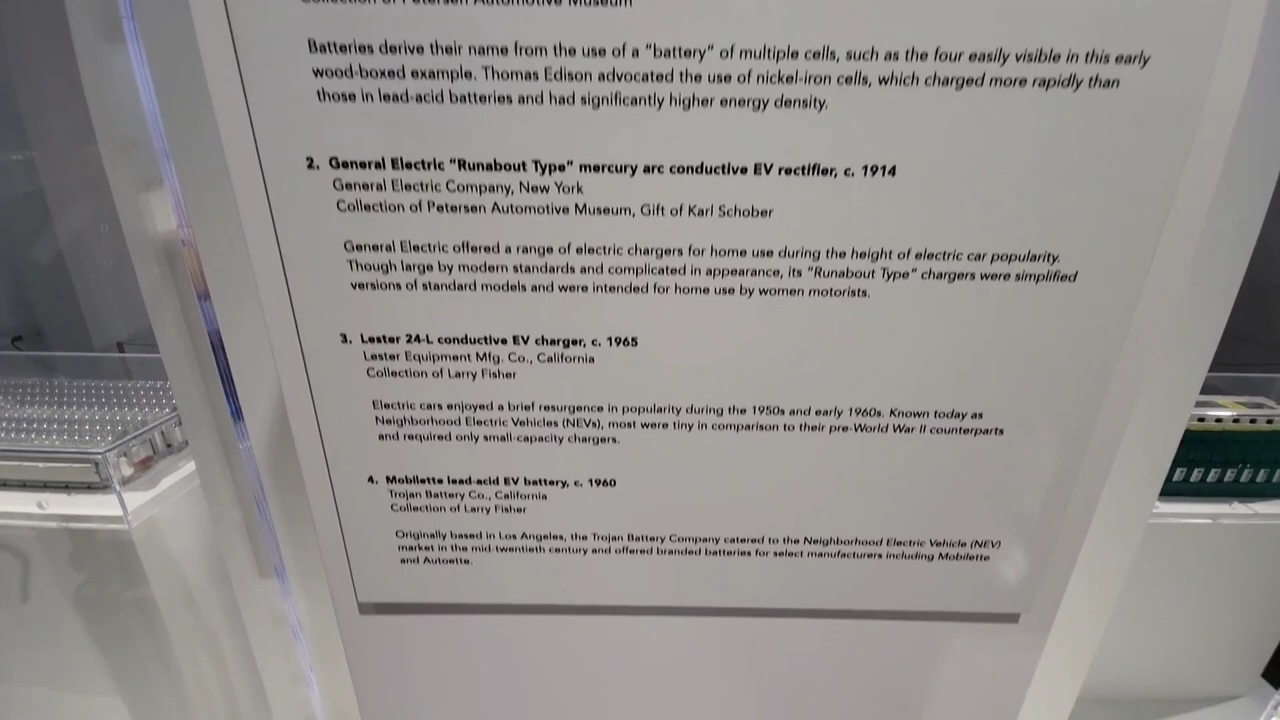 Collection of Petersen Automotive Museum
Batteries derive their name from the use of a "battery" of multiple cells, such as the four easily visible in this early
wood-boxed example. Thomas Edison advocated the use of nickel-iron cells, which charged more rapidly than
those in lead-acid batteries and had significantly higher energy density.
2. General Electric "Runabout Type" mercury arc conductive EV rectifier, c. 1914
General Electric Company, New York
Collection of Petersen Automotive Museum, Gift of Karl Schober
General Electric offered a range of electric chargers for home use during the height of electric car popularity.
Though large by modern standards and complicated in appearance, its "Runabout Type" chargers were simplified
versions of standard models and were intended for home use by women motorists.
3. Lester 24-L conductive EV charger, c. 1965
Lester Equipment Mfg. Co., California
Collection of Larry Fisher
Electric cars enjoyed a brief resurgence in popularity during the 1950s and early 1960s. Known today as
Neighborhood Electric Vehicles (NEVs), most were tiny in comparison to their pre-World War II counterparts
and required only small-capacity chargers.
4. Mobilette lead-acid EV battery, c. 1960
Trojan Battery Co., California
Collection of Larry Fisher
Originally based in Los Angeles, the Trojan Battery Company catered to the Neighborhood Electric Vehicle (NEV)
market in the mid-twentieth century and offered branded batteries for select manufacturers including Mobilette
and Autoette.